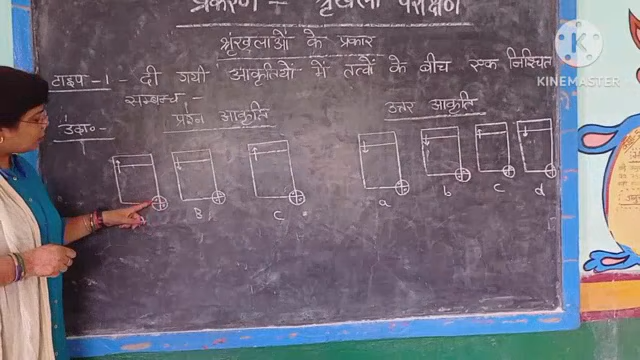 प्रकरण - श्रृंखला परीक्षण
श्रृंखलाओं के प्रकार
टाइप -1 - दी गयी आकृतियो में तत्वों के बीच एक निश्चित
सम्बन्ध -
उदा०- प्रश्न आकृति उत्तर आकृति
B C a b c d
KINEMASTER